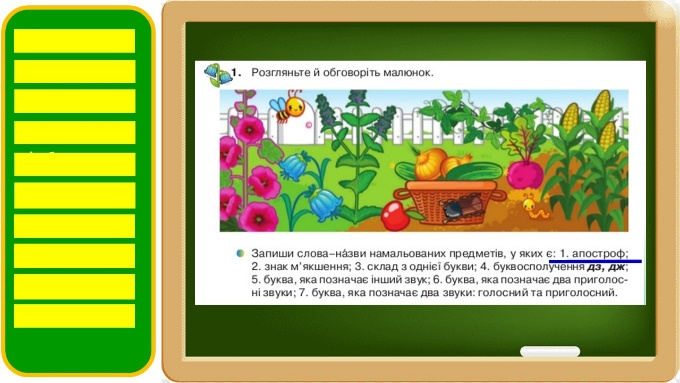 1. Розгляньте й обговоріть малюнок.
Запиши слова–на́зви намальованих предметів, у яких є: 1. апостроф;
2. знак м’якшення; 3. склад з однієї букви; 4. буквосполучення дз, дж;
5. буква, яка позначає інший звук; 6. буква, яка позначає два приголос-
ні звуки; 7. буква, яка позначає два звуки: голосний та приголосний.